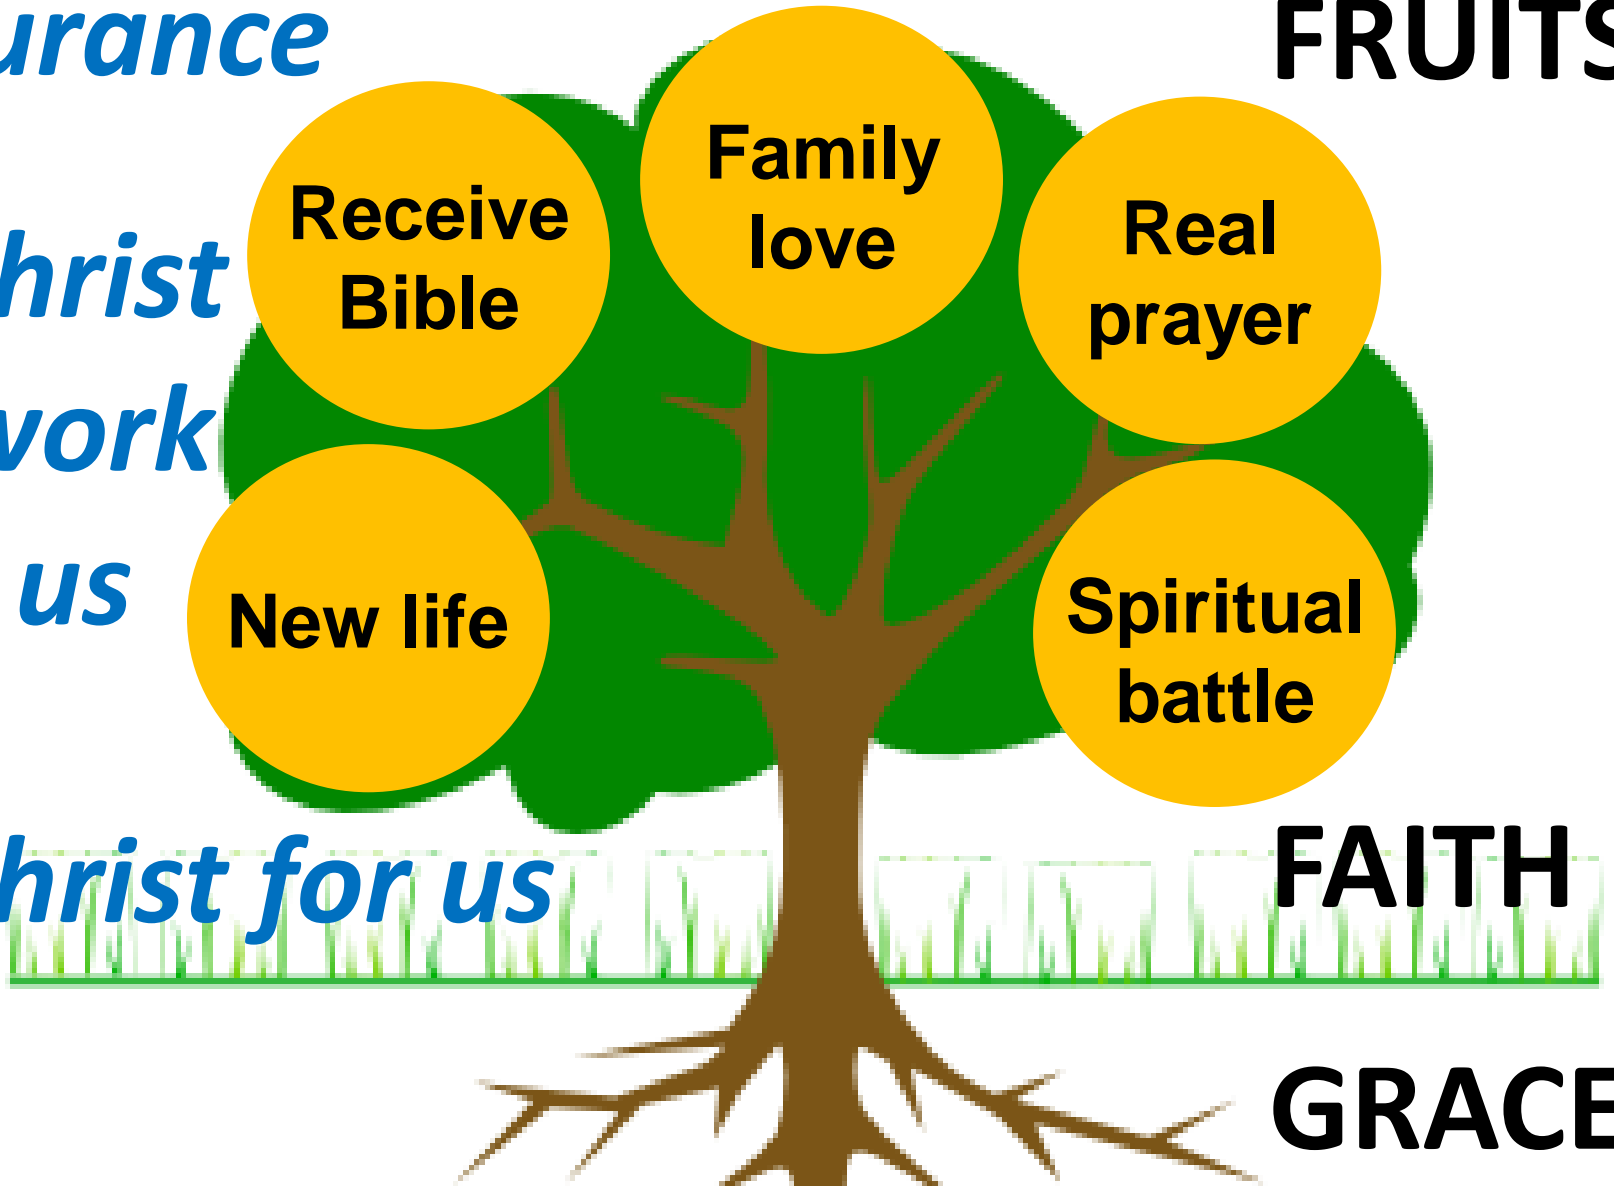 urance
FRUITS
Family
love
Receive
Bible
Real
prayer
hrist
work
us
New life
Spiritual
battle
hrist for us
FAITH
GRACE